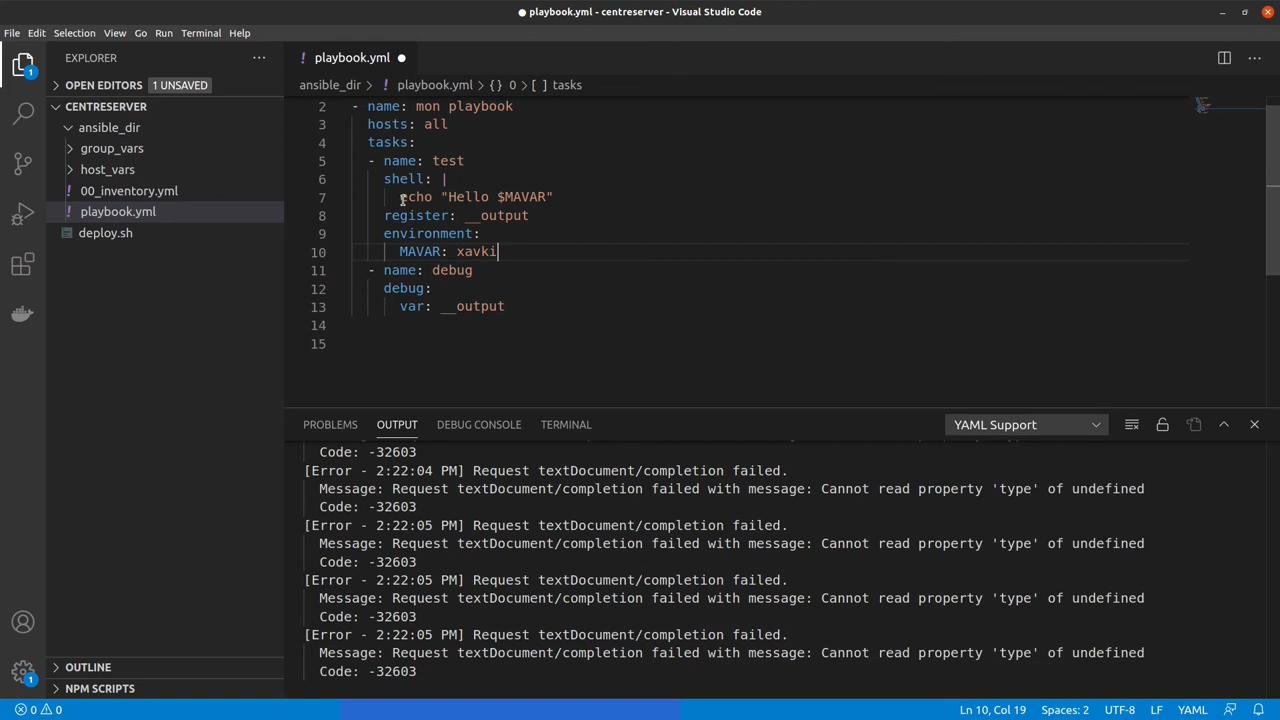 ● playbook.yml - centreserver - Visual Studio Code
File Edit Selection View Go Run Terminal Help
EXPLORER
OPEN EDITORS 1 UNSAVED
CENTRESERVER
ansible_dir
group_vars
host_vars
! 00_inventory.yml
! playbook.yml
deploy.sh
OUTLINE
NPM SCRIPTS
1
1
! playbook.yml ●
ansible_dir > ! playbook.yml > {} 0 > [ ] tasks
2 - name: mon playbook
3 hosts: all
4 tasks:
5 - name: test
6 shell: |
7 echo "Hello $MAVAR"
8 register: __output
9 environment:
10 MAVAR: xavki
11 - name: debug
12 debug:
13 var: __output
14
15
PROBLEMS OUTPUT DEBUG CONSOLE TERMINAL YAML Support
Code: -32603
[Error - 2:22:04 PM] Request textDocument/completion failed.
Message: Request textDocument/completion failed with message: Cannot read property 'type' of undefined
Code: -32603
[Error - 2:22:05 PM] Request textDocument/completion failed.
Message: Request textDocument/completion failed with message: Cannot read property 'type' of undefined
Code: -32603
[Error - 2:22:05 PM] Request textDocument/completion failed.
Message: Request textDocument/completion failed with message: Cannot read property 'type' of undefined
Code: -32603
[Error - 2:22:05 PM] Request textDocument/completion failed.
Message: Request textDocument/completion failed with message: Cannot read property 'type' of undefined
Code: -32603
0 0 Ln 10, Col 19 Spaces: 2 UTF-8 LF YAML